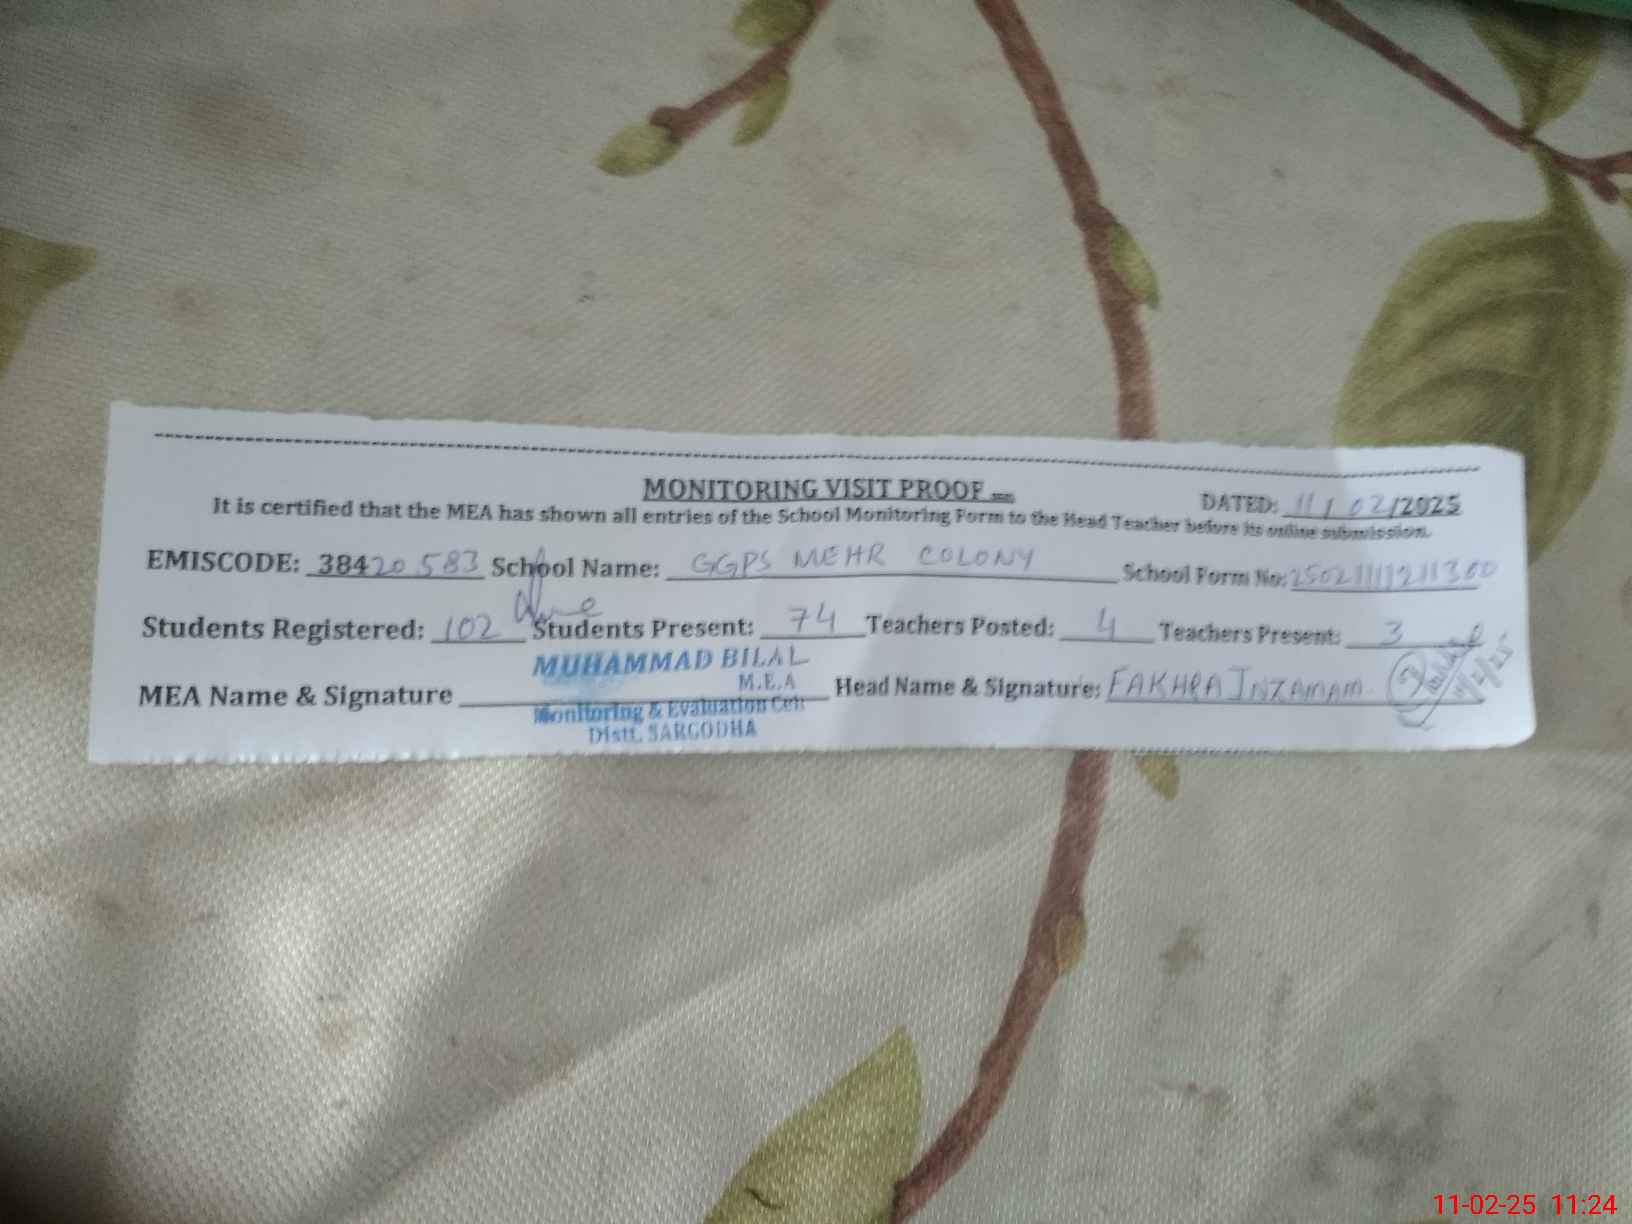 MONITORING VISIT PROOF
DATED: 11/02/2025
It is certified that the MEA has shown all entries of the School Monitoring Form to the Head Teacher before its online submission.
EMISCODE: 38420583 School Name: GGPS MEHR COLONY School Form No:
Students Registered: 102 Students Present: 74 Teachers Posted: 4 Teachers Present: 3
MUHAMMAD BILAL
M.E.A
MEA Name & Signature Head Name & Signature: FAKHRA INZAMAM
Monitoring & Evaluation Cell
Distt. SARGODHA
11-02-25 11:24